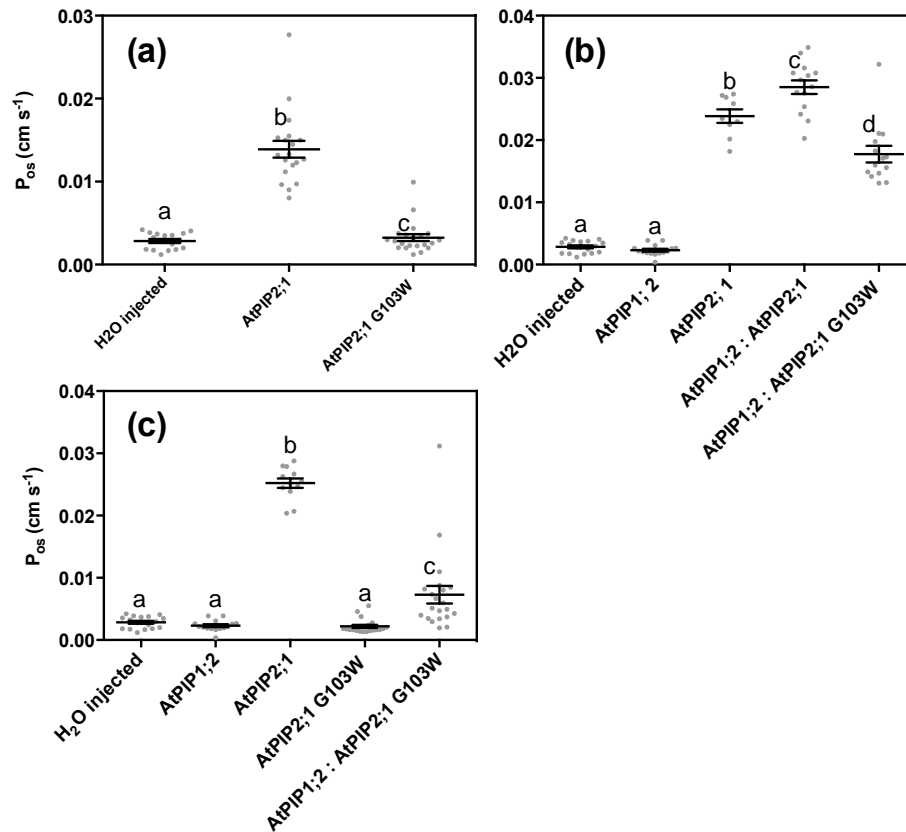 (a)
P_os (cm s⁻¹)
0.03
0.02
0.01
0.00
a
b
c
H2O injected
AtPIP2;1
AtPIP2;1 G103W
(b)
0.04
0.03
0.02
0.01
0.00
a
a
b
c
d
H2O injected
AtPIP1; 2
AtPIP2; 1
AtPIP1;2 : AtPIP2;1
AtPIP1;2 : AtPIP2;1 G103W
(c)
P_os (cm s⁻¹)
0.04
0.03
0.02
0.01
0.00
a
a
b
a
c
H₂O injected
AtPIP1;2
AtPIP2;1
AtPIP2;1 G103W
AtPIP1;2 : AtPIP2;1 G103W